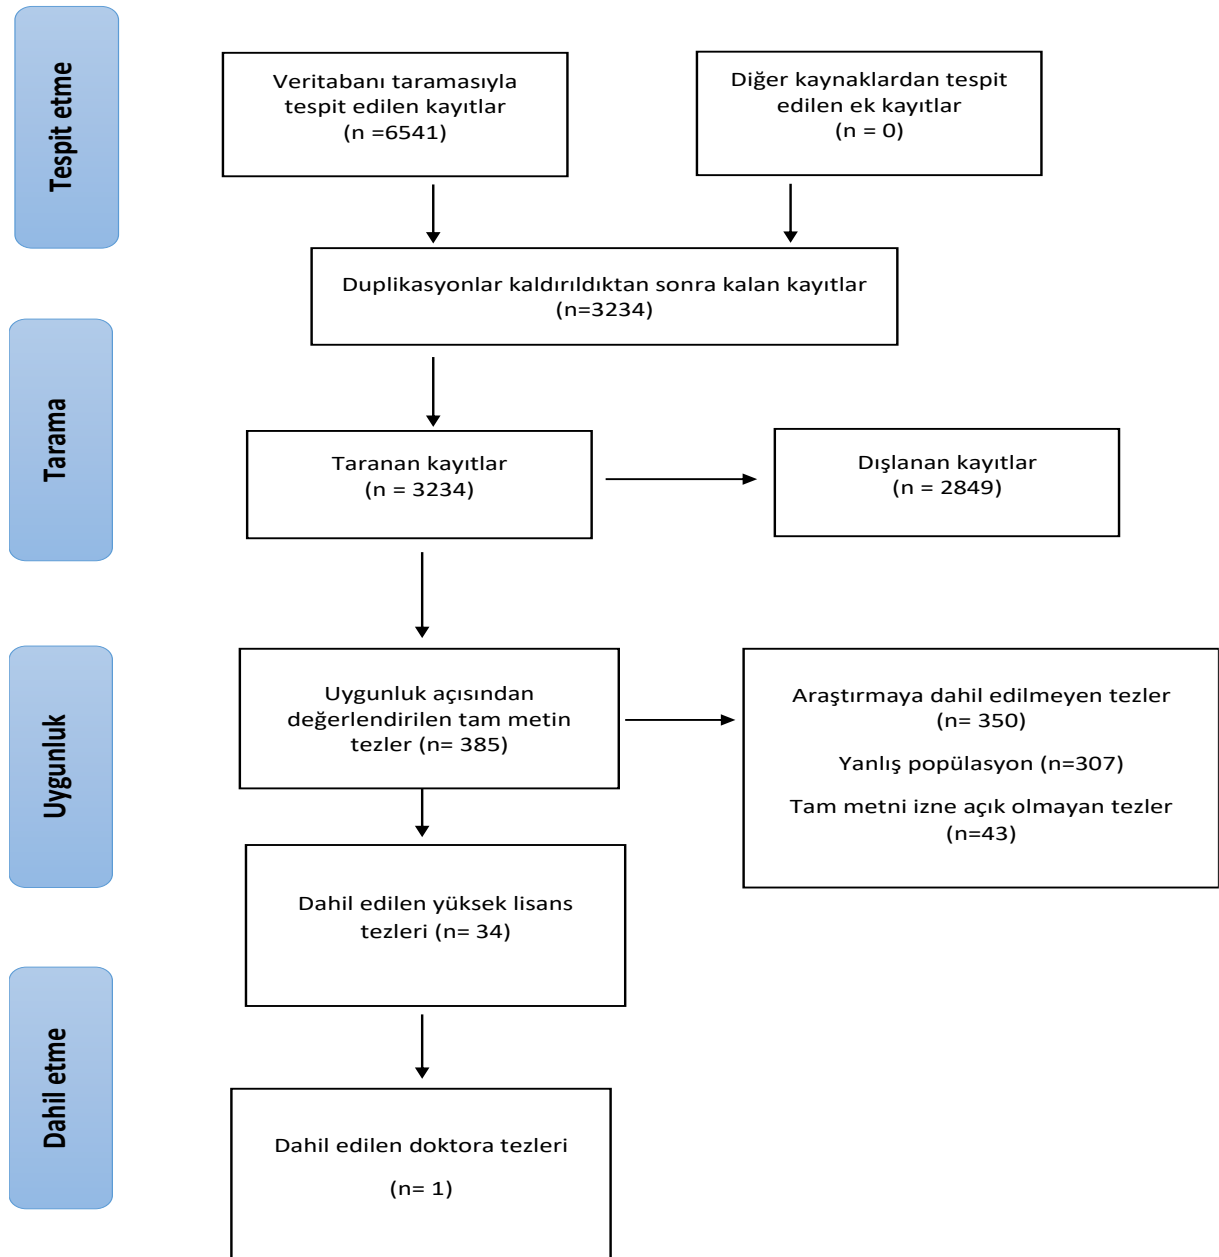 Tespit etme
Veritabanı taramasıyla
tespit edilen kayıtlar
(n =6541)
Diğer kaynaklardan tespit
edilen ek kayıtlar
(n = 0)
Duplikasyonlar kaldırıldıktan sonra kalan kayıtlar
(n=3234)
Tarama
Taranan kayıtlar
(n = 3234)
Dışlanan kayıtlar
(n = 2849)
Uygunluk
Uygunluk açısından
değerlendirilen tam metin
tezler (n= 385)
Araştırmaya dahil edilmeyen tezler
(n= 350)
Yanlış popülasyon (n=307)
Tam metni izne açık olmayan tezler
(n=43)
Dahil edilen yüksek lisans
tezleri (n= 34)
Dahil etme
Dahil edilen doktora tezleri
(n= 1)